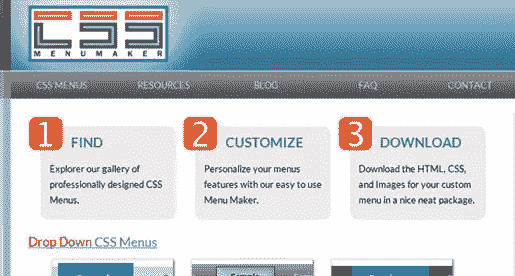 CSS
MENUMAKER
CSS MENUS RESOURCES BLOG FAQ CONTACT
1 FIND
Explorer our gallery of
professionally designed CSS
Menus.
2 CUSTOMIZE
Personalize your menus
features with our easy to use
Menu Maker.
3 DOWNLOAD
Download the HTML, CSS,
and Images for your custom
menu in a nice neat package.
Drop Down CSS Menus